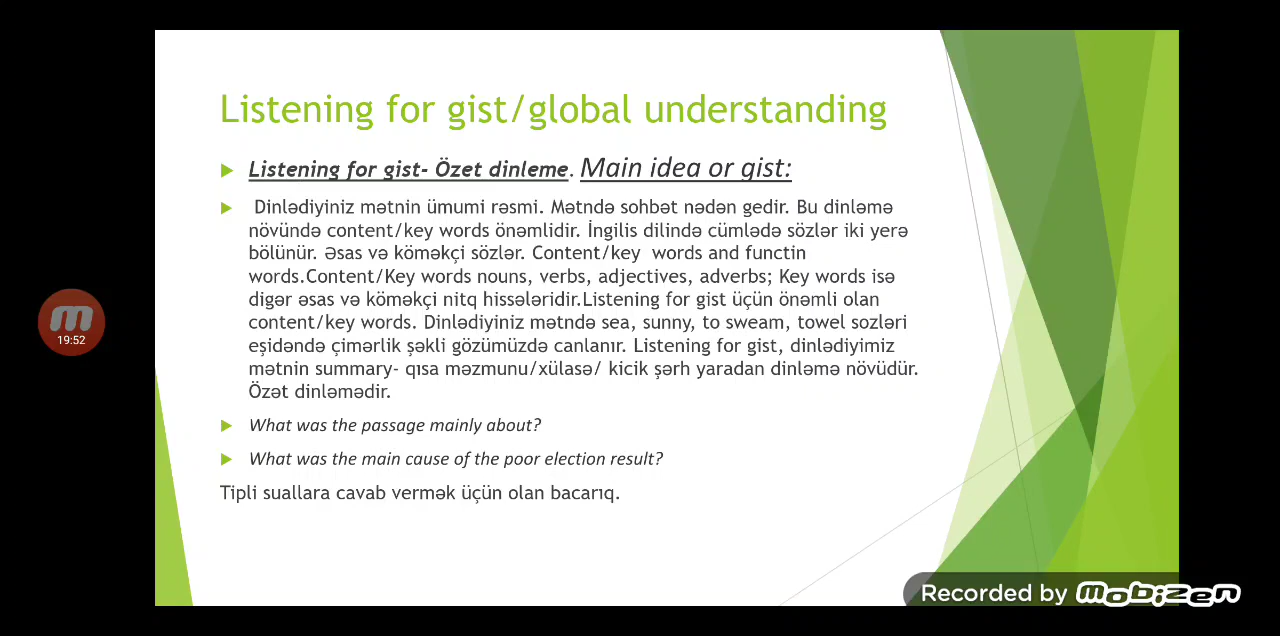 Listening for gist/global understanding
Listening for gist- Özet dinleme. Main idea or gist:
Dinlədiyiniz mətnin ümumi rəsmi. Mətndə sohbət nədən gedir. Bu dinləmə
növündə content/key words önəmlidir. İngilis dilində cümlədə sözlər iki yerə
bölünür. Əsas və köməkçi sözlər. Content/key words and functin
words.Content/Key words nouns, verbs, adjectives, adverbs; Key words isə
digər əsas və köməkçi nitq hissələridir.Listening for gist üçün önəmli olan
content/key words. Dinlədiyiniz mətndə sea, sunny, to sweam, towel sozləri
eşidəndə çimərlik şəkli gözümüzdə canlanır. Listening for gist, dinlədiyimiz
mətnin summary- qısa məzmunu/xülasə/ kicik şərh yaradan dinləmə növüdür.
Özət dinləmədir.
What was the passage mainly about?
What was the main cause of the poor election result?
Tipli suallara cavab vermək üçün olan bacarıq.
19:52
Recorded by mobizen